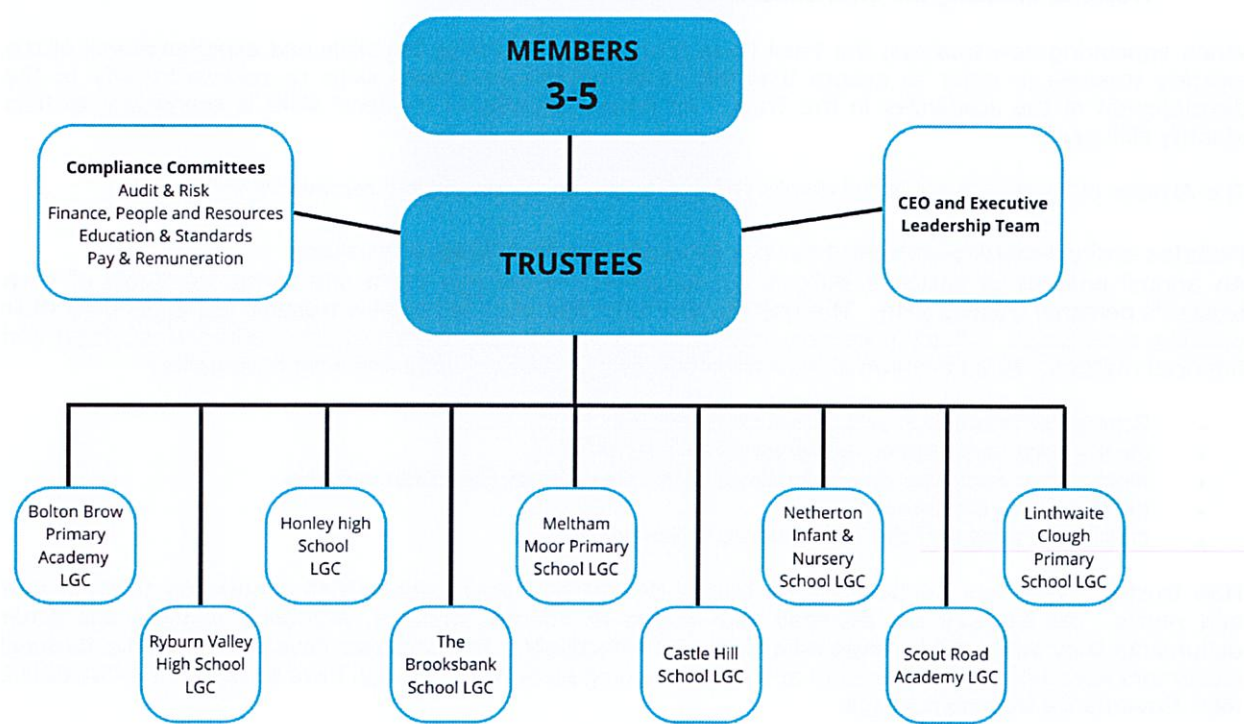 MEMBERS
3-5
Compliance Committees
Audit & Risk
Finance, People and Resources
Education & Standards
Pay & Remuneration
CEO and Executive
Leadership Team
TRUSTEES
Bolton Brow
Primary
Academy
LGC
Ryburn Valley
High School
LGC
Honley high
School
LGC
The
Brooksbank
School LGC
Meltham
Moor Primary
School LGC
Castle Hill
School LGC
Netherton
Infant &
Nursery
School LGC
Scout Road
Academy LGC
Linthwaite
Clough
Primary
School LGC